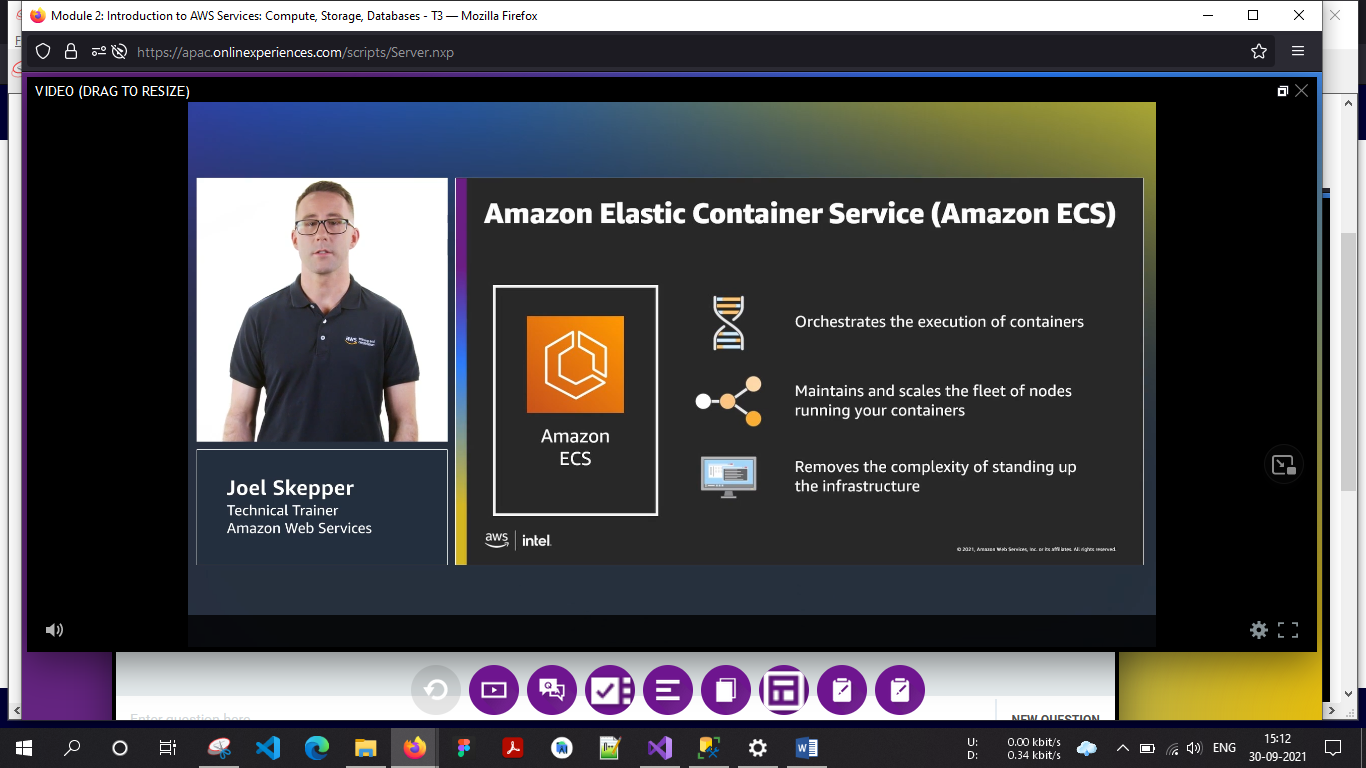 Module 2: Introduction to AWS Services: Compute, Storage, Databases - T3 — Mozilla Firefox
https://apac.onlinexperiences.com/scripts/Server.nxp
VIDEO (DRAG TO RESIZE)
Amazon Elastic Container Service (Amazon ECS)
Amazon
ECS
Orchestrates the execution of containers
Maintains and scales the fleet of nodes
running your containers
Removes the complexity of standing up
the infrastructure
aws
Joel Skepper
Technical Trainer
Amazon Web Services
aws | intel.
© 2021, Amazon Web Services, Inc. or its affiliates. All rights reserved.
Enter question here
NEW QUESTION
U: 0.00 kbit/s
D: 0.34 kbit/s
ENG
15:12
30-09-2021